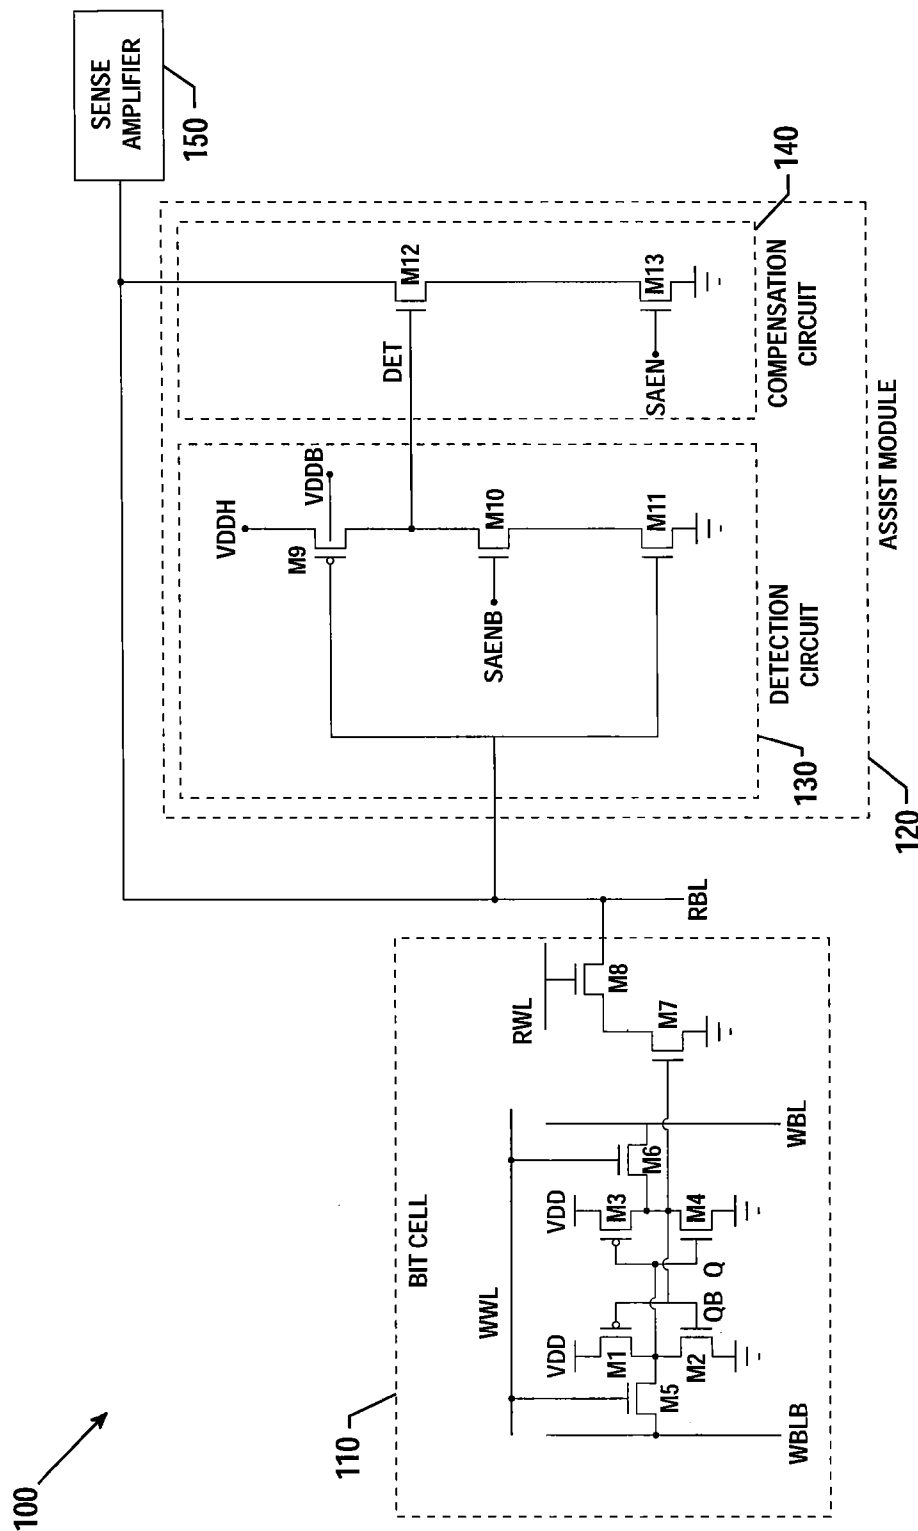 100
SENSE
AMPLIFIER
150
140
COMPENSATION
CIRCUIT
M12
M13
DET
SAEN
ASSIST MODULE
120
VDDH
VDDB
M9
M10
M11
SAENB
DETECTION
CIRCUIT
130
RBL
RWL
M8
M7
BIT CELL
110
WWL
WBL
M6
VDD
M3
M4
Q
QB
VDD
M1
M2
M5
WBLB